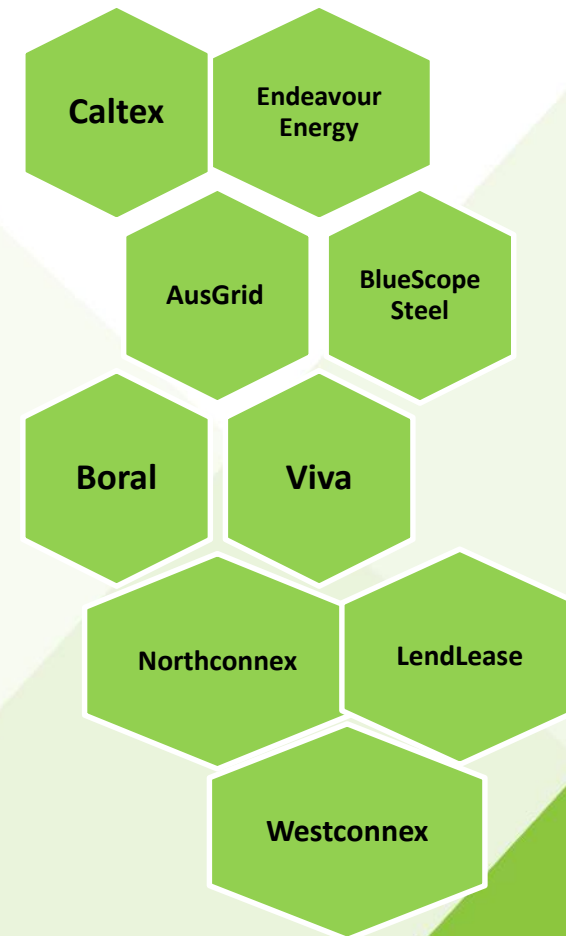 Caltex
Endeavour
Energy
AusGrid
BlueScope
Steel
Boral
Viva
Northconnex
LendLease
Westconnex